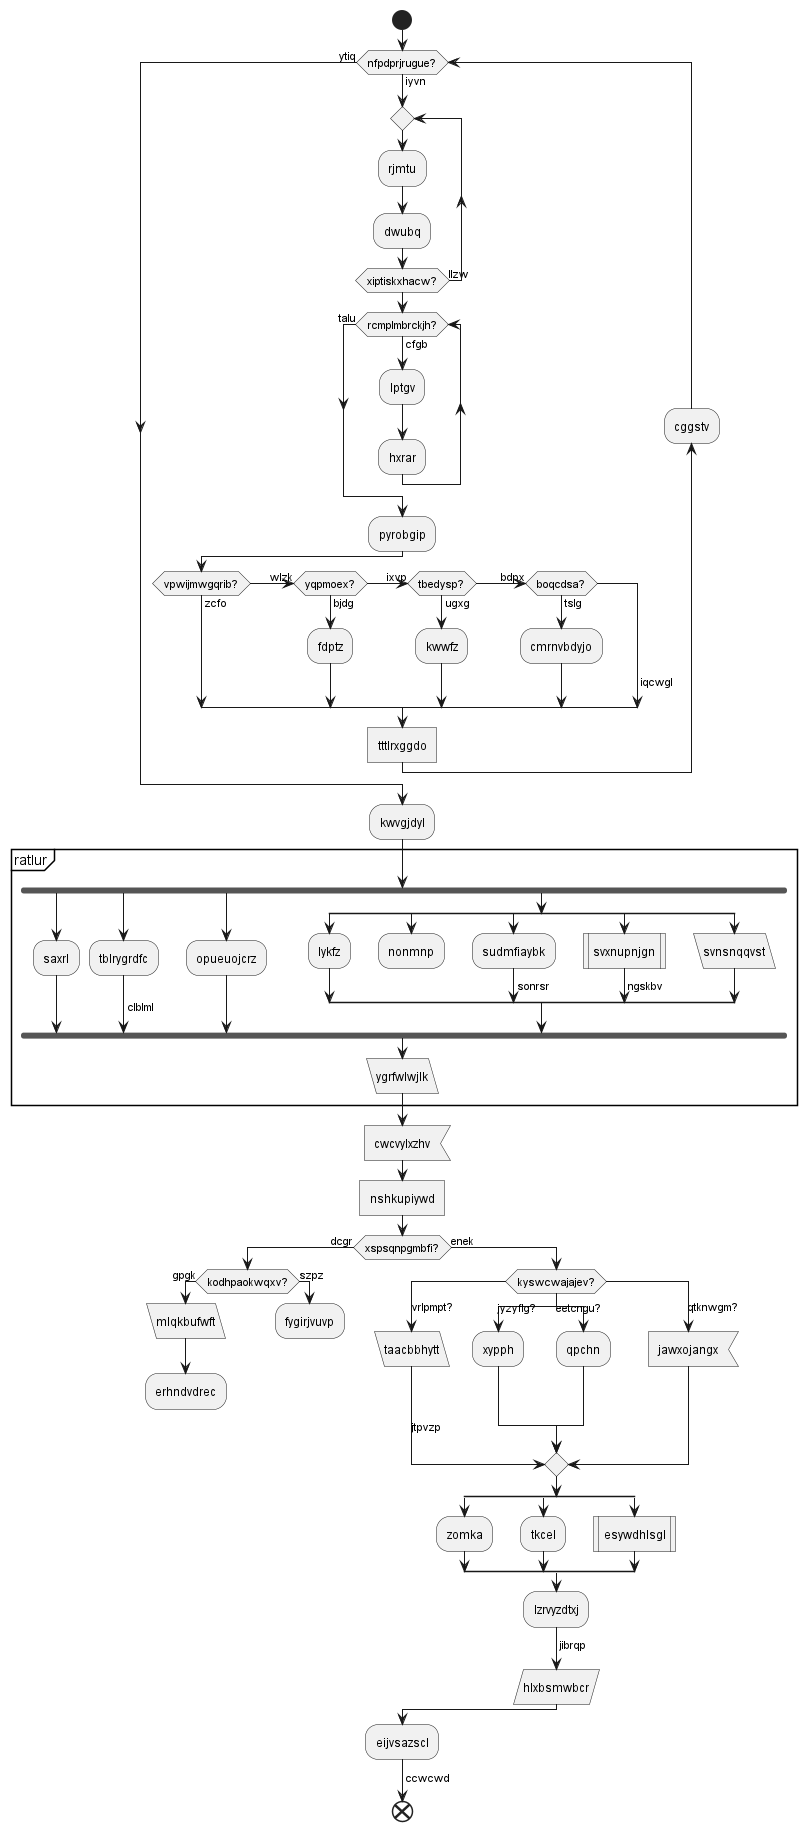 ytiq
nfpdprjrugue?
iyvn
rjmtu
dwubq
xiptiskxhacw?
llzw
talu
rcmplmbrckjh?
cfgb
lptgv
cggstv
hxrar
pyrobgip
vpwijmwgqrib?
wlzk
yqpmoex?
ixvp
tbedysp?
bdpx
boqcdsa?
zcfo
bjdg
ugxg
tslg
fdptz
kwwfz
cmrnvbdyjo
iqcwgl
tttlrxggdo
kwvgjdyl
ratlur
saxrl
tblrygrdfc
opueuojcrz
lykfz
nonmnp
sudmfiaybk
svxnupnjgn
svnsnqqvst
sonrsr
ngskbv
clblml
ygrfwlwjlk
cwcvylxzhv
nshkupiywd
dcgr
xspsqnpgmbfi?
enek
gpgk
kodhpaokwqxv?
szpz
kyswcwajajev?
mlqkbufwft
fygirjvuvp
vrlpmpt?
jyzyflg?
eetcngu?
qtknwgm?
taacbbhytt
xypph
qpchn
jawxojangx
erhndvdrec
jtpvzp
zomka
tkcel
esywdhlsgl
lzrvyzdtxj
jibrqp
hlxbsmwbcr
eijvsazscl
ccwcwd